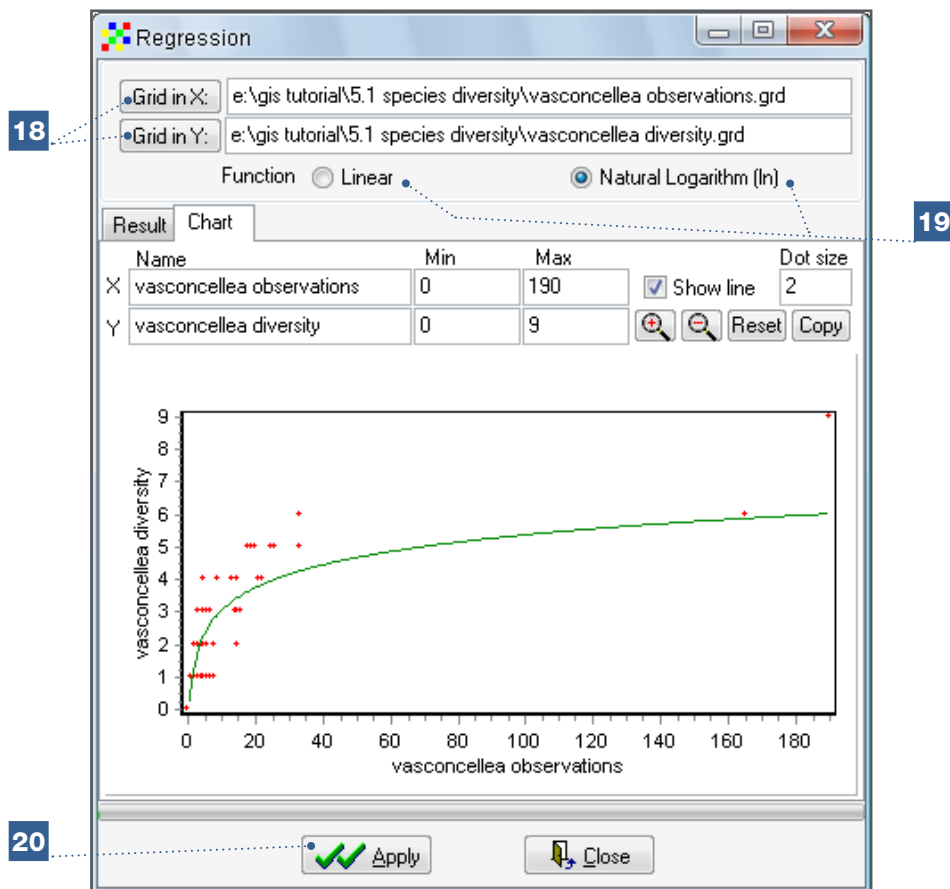 Regression
Grid in X: e:\gis tutorial\5.1 species diversity\vasconcellea observations.grd
18
Grid in Y: e:\gis tutorial\5.1 species diversity\vasconcellea diversity.grd
Function Linear Natural Logarithm (ln)
19
Result Chart
Name Min Max Dot size
X vasconcellea observations 0 190 Show line 2
Y vasconcellea diversity 0 9 Reset Copy
vasconcellea diversity
9
8
7
6
5
4
3
2
1
0
0 20 40 60 80 100 120 140 160 180
vasconcellea observations
20
Apply Close